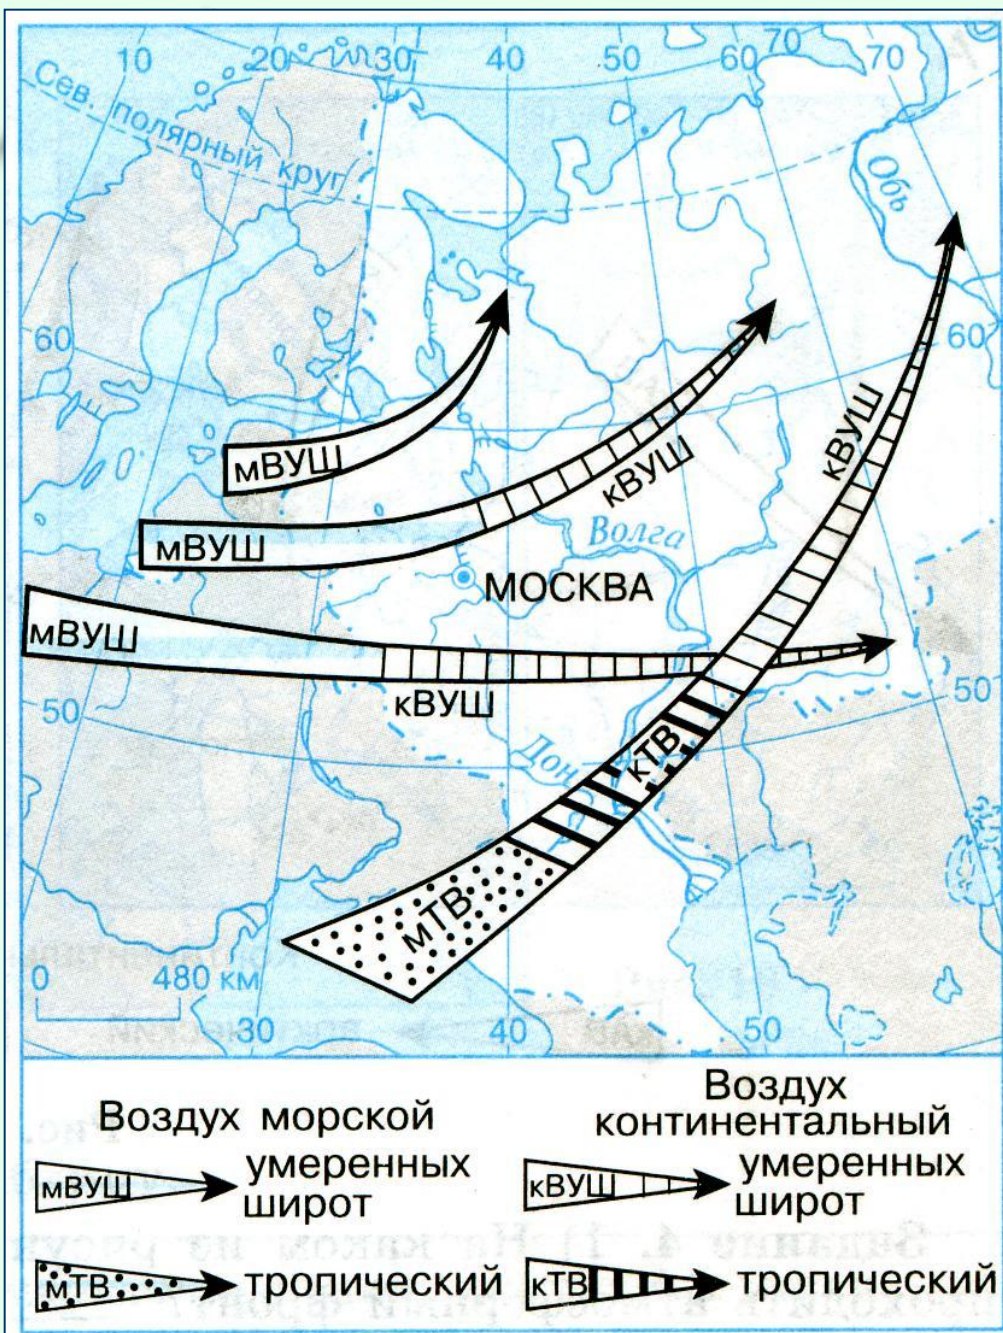 10 20 30 40 50 60 70 70
Сев. полярный круг
Обь
60 60
мВУШ
кВУШ
кВУШ
мВУШ
Волга
МОСКВА
мВУШ
кВУШ
50 50
кТВ
Дон
мТВ
0 480 км
30 40 50
Воздух морской
Воздух
континентальный
мВУШ умеренных
широт
кВУШ умеренных
широт
мТВ тропический
кТВ тропический